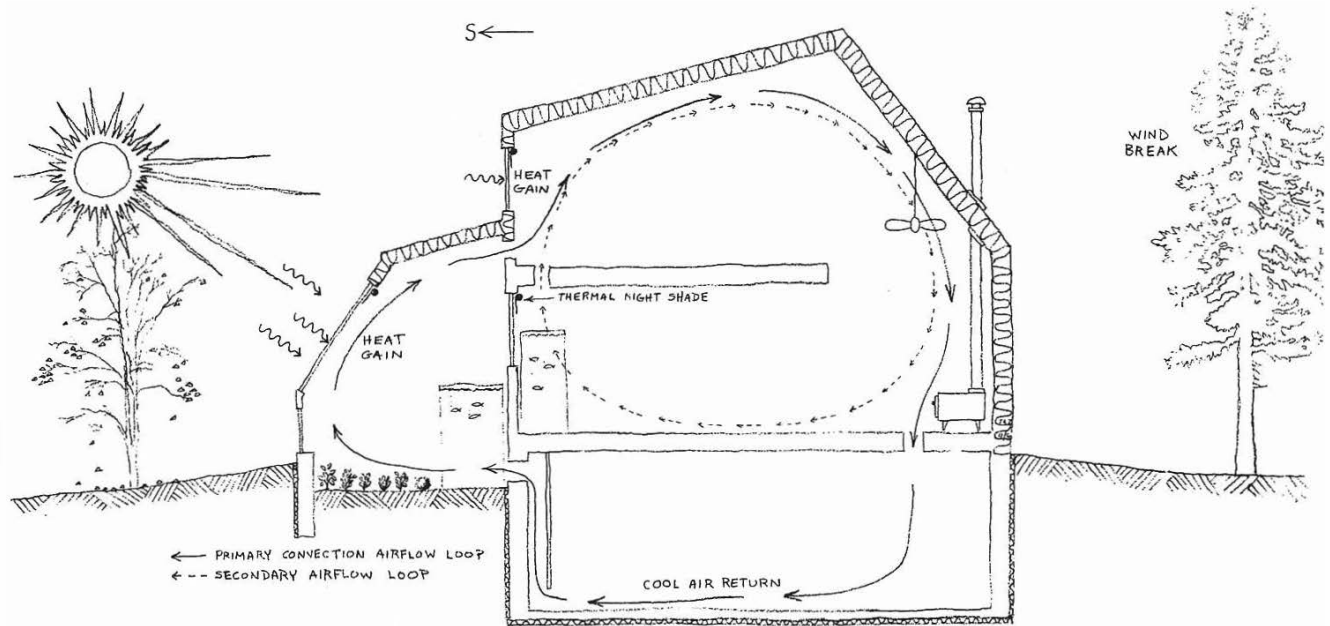 S
WIND
BREAK
HEAT
GAIN
THERMAL NIGHT SHADE
HEAT
GAIN
PRIMARY CONVECTION AIRFLOW LOOP
SECONDARY AIRFLOW LOOP
COOL AIR RETURN